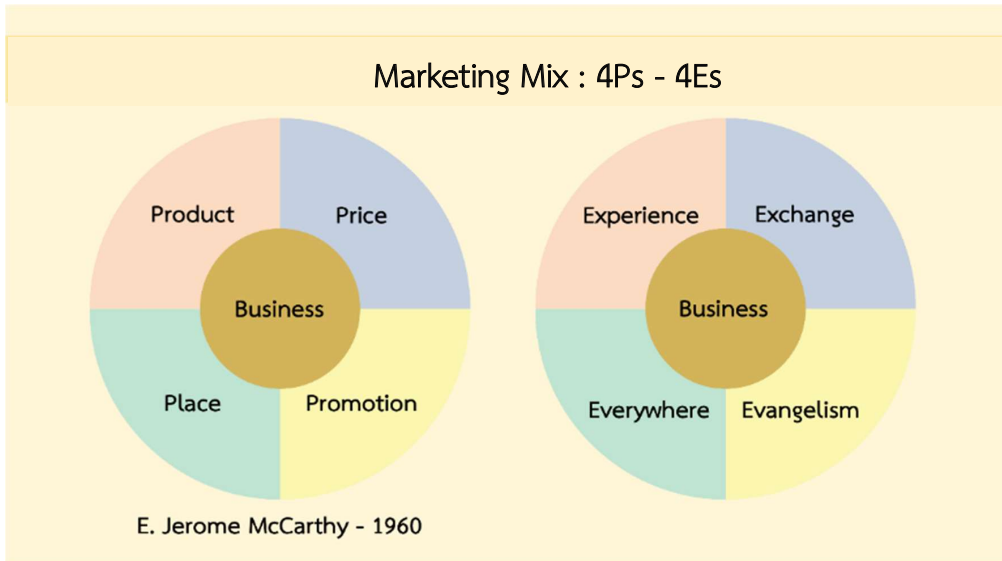 Marketing Mix : 4Ps - 4Es
Product
Price
Business
Place
Promotion
E. Jerome McCarthy - 1960
Experience
Exchange
Business
Everywhere
Evangelism